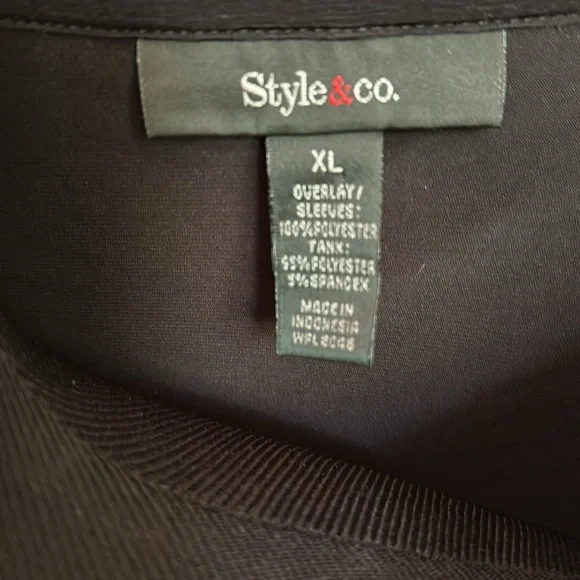 Style&co.
XL
OVERLAY/
SLEEVES:
100%POLYESTER
TANK:
95%POLYESTER
5%SPANDEX
MADE IN
INDONESIA